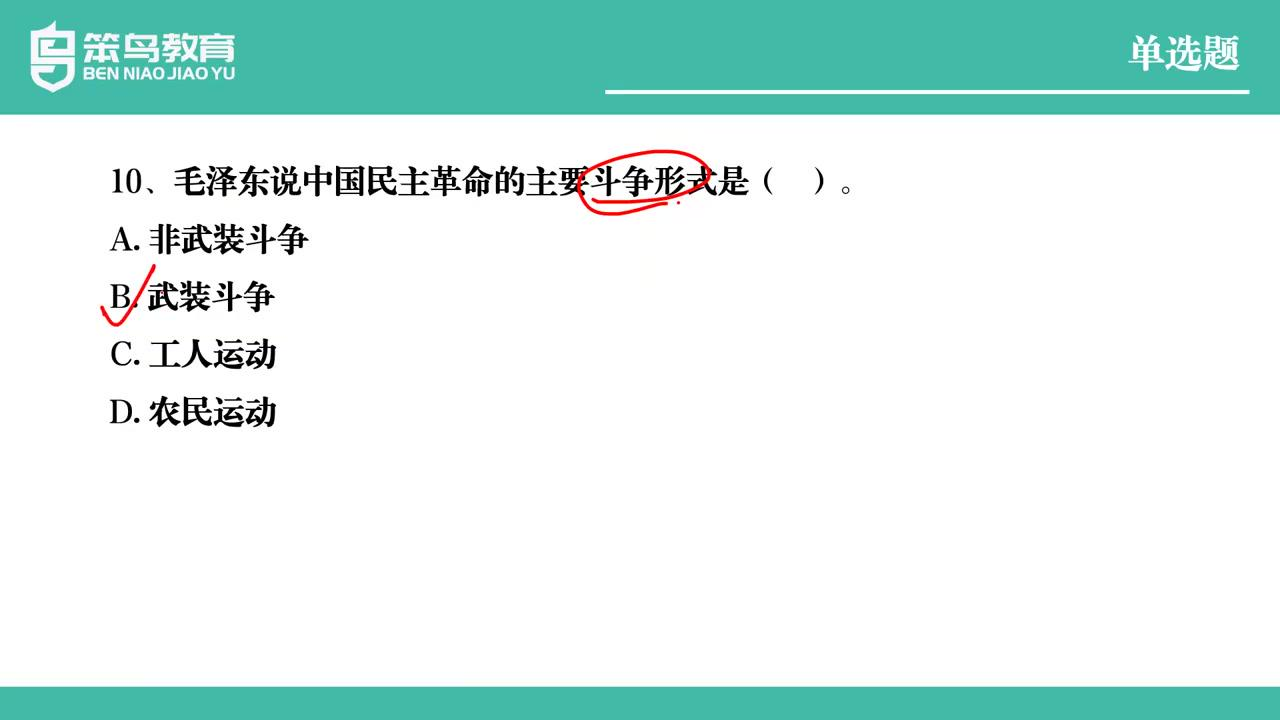 笨鸟教育
BEN NIAO JIAO YU
单选题
10、毛泽东说中国民主革命的主要斗争形式是（ ）。
A. 非武装斗争
B. 武装斗争
C. 工人运动
D. 农民运动